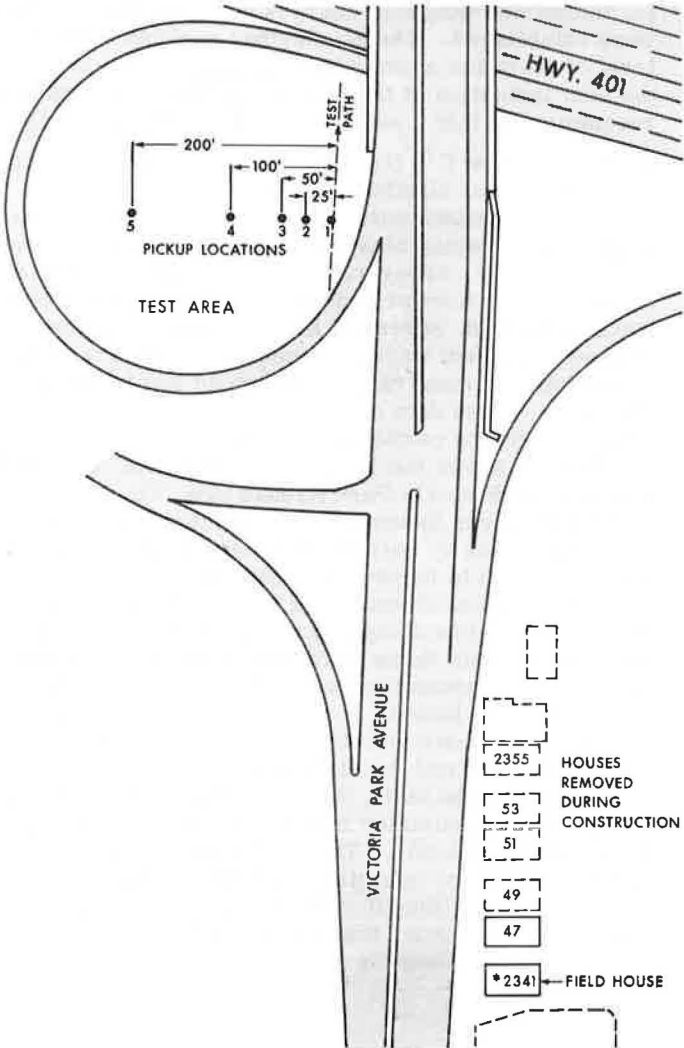 HWY. 401
TEST
PATH
200'
100'
50'
25'
5
4
3
2
1
PICKUP LOCATIONS
TEST AREA
VICTORIA PARK AVENUE
2355
53
51
49
47
*2341
HOUSES
REMOVED
DURING
CONSTRUCTION
FIELD HOUSE